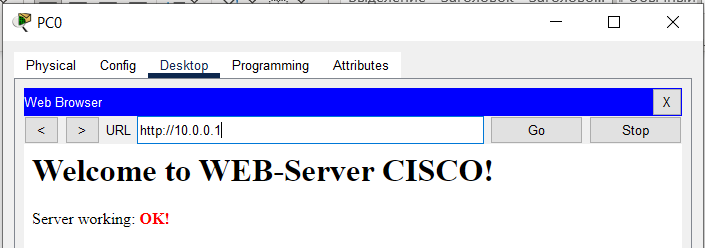 PC0
Physical Config Desktop Programming Attributes
Web Browser X
< > URL http://10.0.0.1 Go Stop
Welcome to WEB-Server CISCO!
Server working: OK!